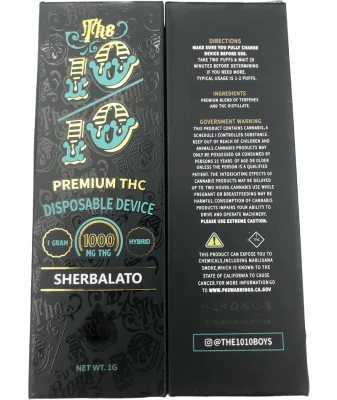 The
10
10
PREMIUM THC
DISPOSABLE DEVICE
1 GRAM
1000
MG THG
HYBRID
SHERBALATO
NET WT. 1G
DIRECTIONS
MAKE SURE YOU FULLY CHARGE
DEVICE BEFORE USE.
TAKE TWO PUFFS & WAIT 20
MINUTES BEFORE DETERMINING
IF YOU NEED MORE.
TYPICAL USAGE IS 1-2 PUFFS.
INGREDIENTS
PREMIUM BLEND OF TERPENES
AND THC DISTILLATE.
GOVERNMENT WARNING
THIS PRODUCT CONTAINS CANNABIS,A
SCHEDULE I CONTROLLED SUBSTANCE.
KEEP OUT OF REACH OF CHILDREN AND
ANIMALS.CANNABIS PRODUCTS MAY
ONLY BE POSSESSED OR CONSUMED BY
PERSONS 21 YEARS OF AGE OR OLDER
UNLESS THE PERSON IS A QUALIFIED
PATIENT. THE INTOXICATING EFFECTS OF
CANNABIS PRODUCTS MAY BE DELAYED
UP TO TWO HOURS.CANNABIS USE WHILE
PREGNANT OR BREASTFEEDING MAY BE
HARMFUL.CONSUMPTION OF CANNABIS
PRODUCTS IMPAIRS YOUR ABILITY TO
DRIVE AND OPERATE MACHINERY.
PLEASE USE EXTREME CAUTION.
THIS PRODUCT CAN EXPOSE YOU TO
CHEMICALS,INCLUDING MARIJUANA
SMOKE,WHICH IS KNOWN TO THE
STATE OF CALIFORNIA TO CAUSE
CANCER.FOR MORE INFORMATION GO
TO WWW.P65WARNINGS.CA.GOV
@THE1010BOYS